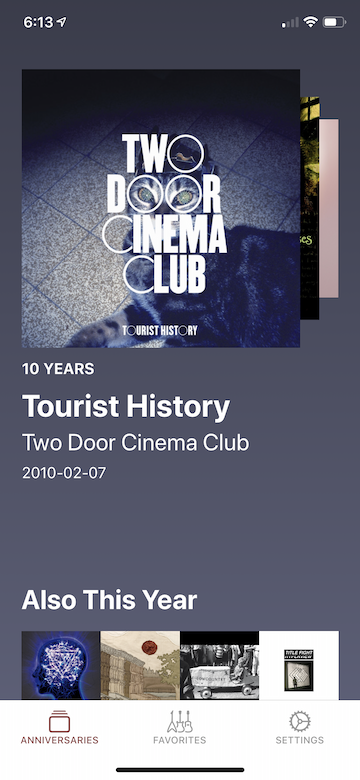 6:13
TWO
DOOR
CINEMA
CLUB
TOURIST HISTORY
10 YEARS
Tourist History
Two Door Cinema Club
2010-02-07
Also This Year
TITLE FIGHT
ANNIVERSARIES
FAVORITES
SETTINGS